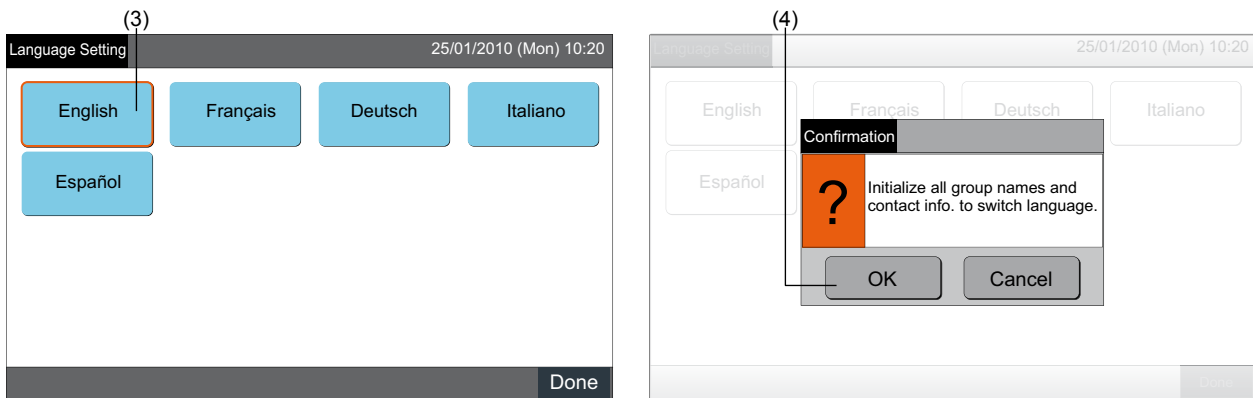 (3)
Language Setting 25/01/2010 (Mon) 10:20
English Français Deutsch Italiano
Español
Done
(4)
Language Setting 25/01/2010 (Mon) 10:20
English Français Deutsch Italiano
Español
Confirmation
?
Initialize all group names and
contact info. to switch language.
OK Cancel
Done